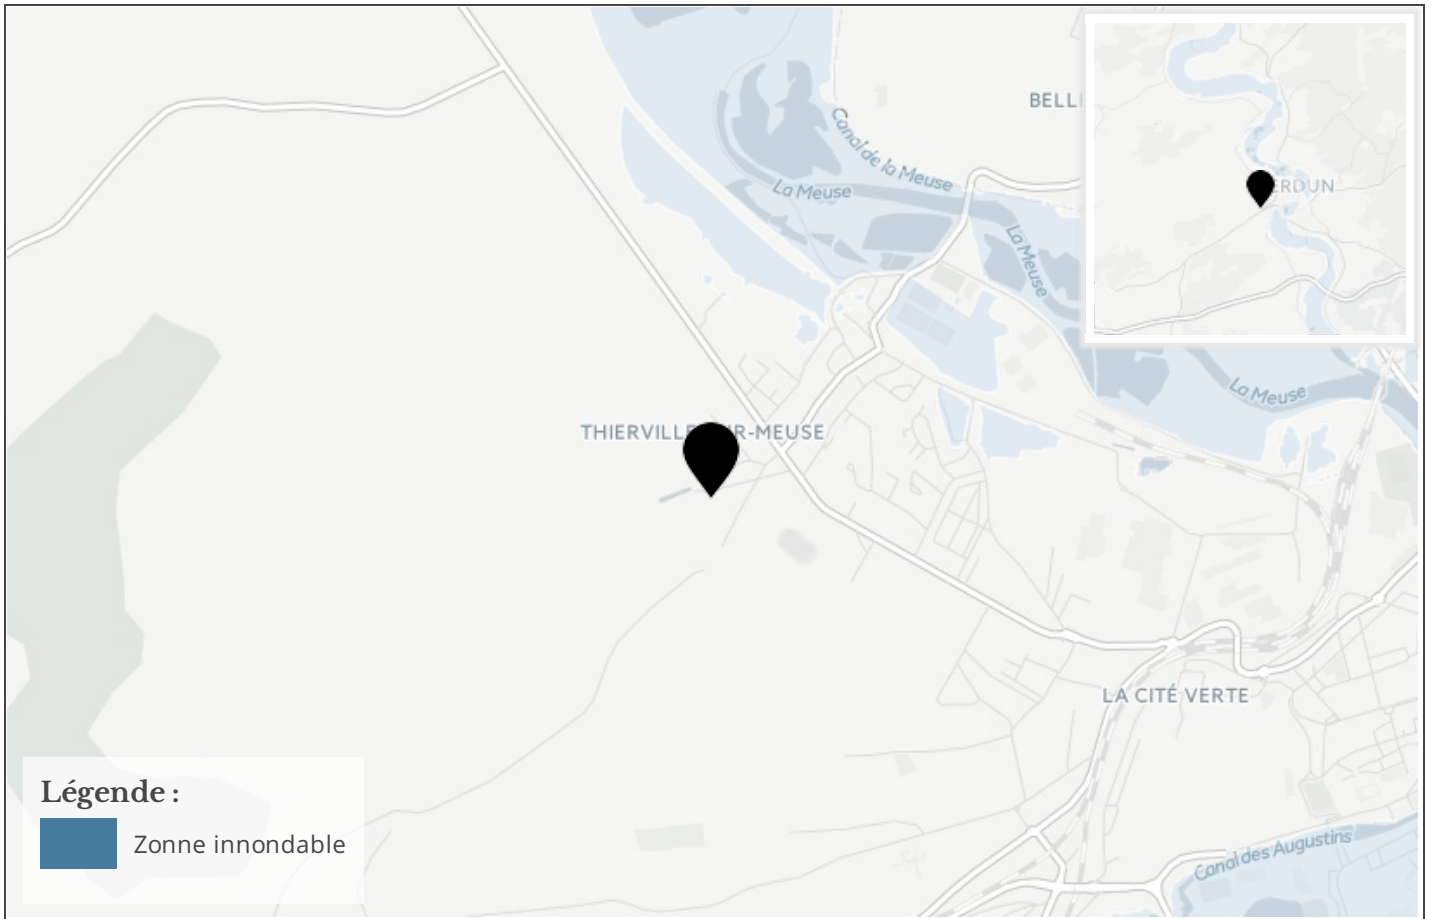 BELL
Canal de la Meuse
La Meuse
ERDUN
La Meuse
La Meuse
THIERVILLE R-MEUSE
LA CITÉ VERTE
Légende :
Zonne innondable
Canal des Augustins